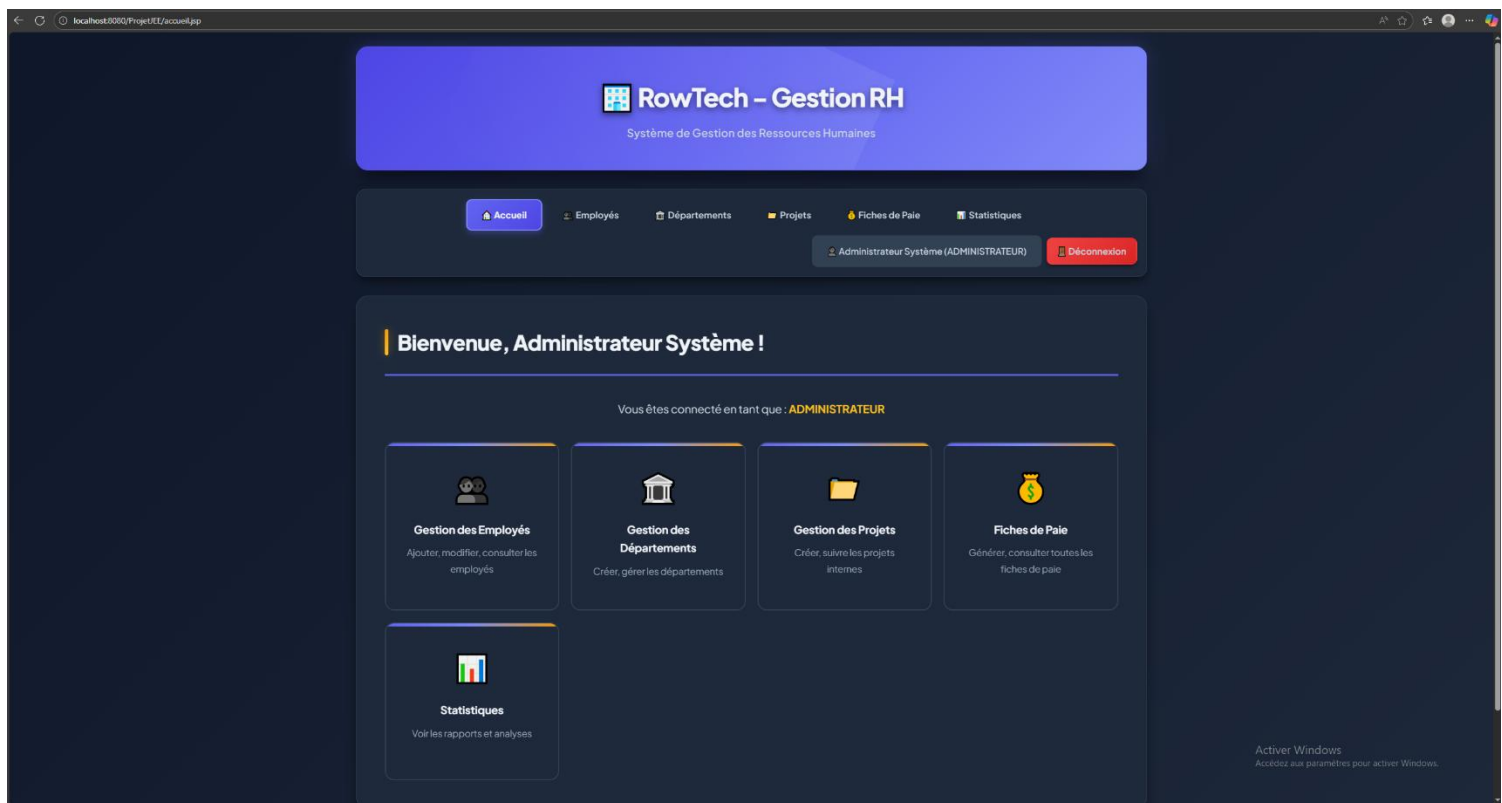 localhost:8080/ProjetJEE/accueil.jsp
RowTech – Gestion RH
Système de Gestion des Ressources Humaines
Accueil Employés Départements Projets Fiches de Paie Statistiques
Administrateur Système (ADMINISTRATEUR) Déconnexion
Bienvenue, Administrateur Système !
Vous êtes connecté en tant que : ADMINISTRATEUR
Gestion des Employés
Ajouter, modifier, consulter les
employés
Gestion des
Départements
Créer, gérer les départements
Gestion des Projets
Créer, suivre les projets
internes
Fiches de Paie
Générer, consulter toutes les
fiches de paie
Statistiques
Voir les rapports et analyses
Activer Windows
Accédez aux paramètres pour activer Windows.